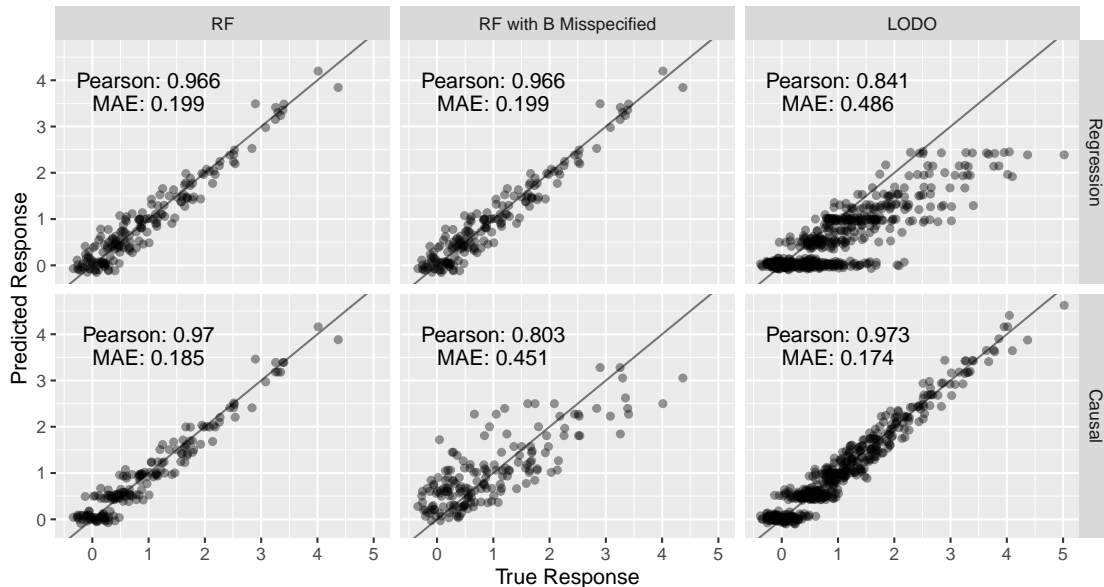 RF
RF with B Misspecified
LODO
Pearson: 0.966
MAE: 0.199
Pearson: 0.966
MAE: 0.199
Pearson: 0.841
MAE: 0.486
Regression
4
3
2
1
0
Pearson: 0.97
MAE: 0.185
Pearson: 0.803
MAE: 0.451
Pearson: 0.973
MAE: 0.174
Causal
4
3
2
1
0
Predicted Response
0 1 2 3 4 5
0 1 2 3 4 5
0 1 2 3 4 5
True Response